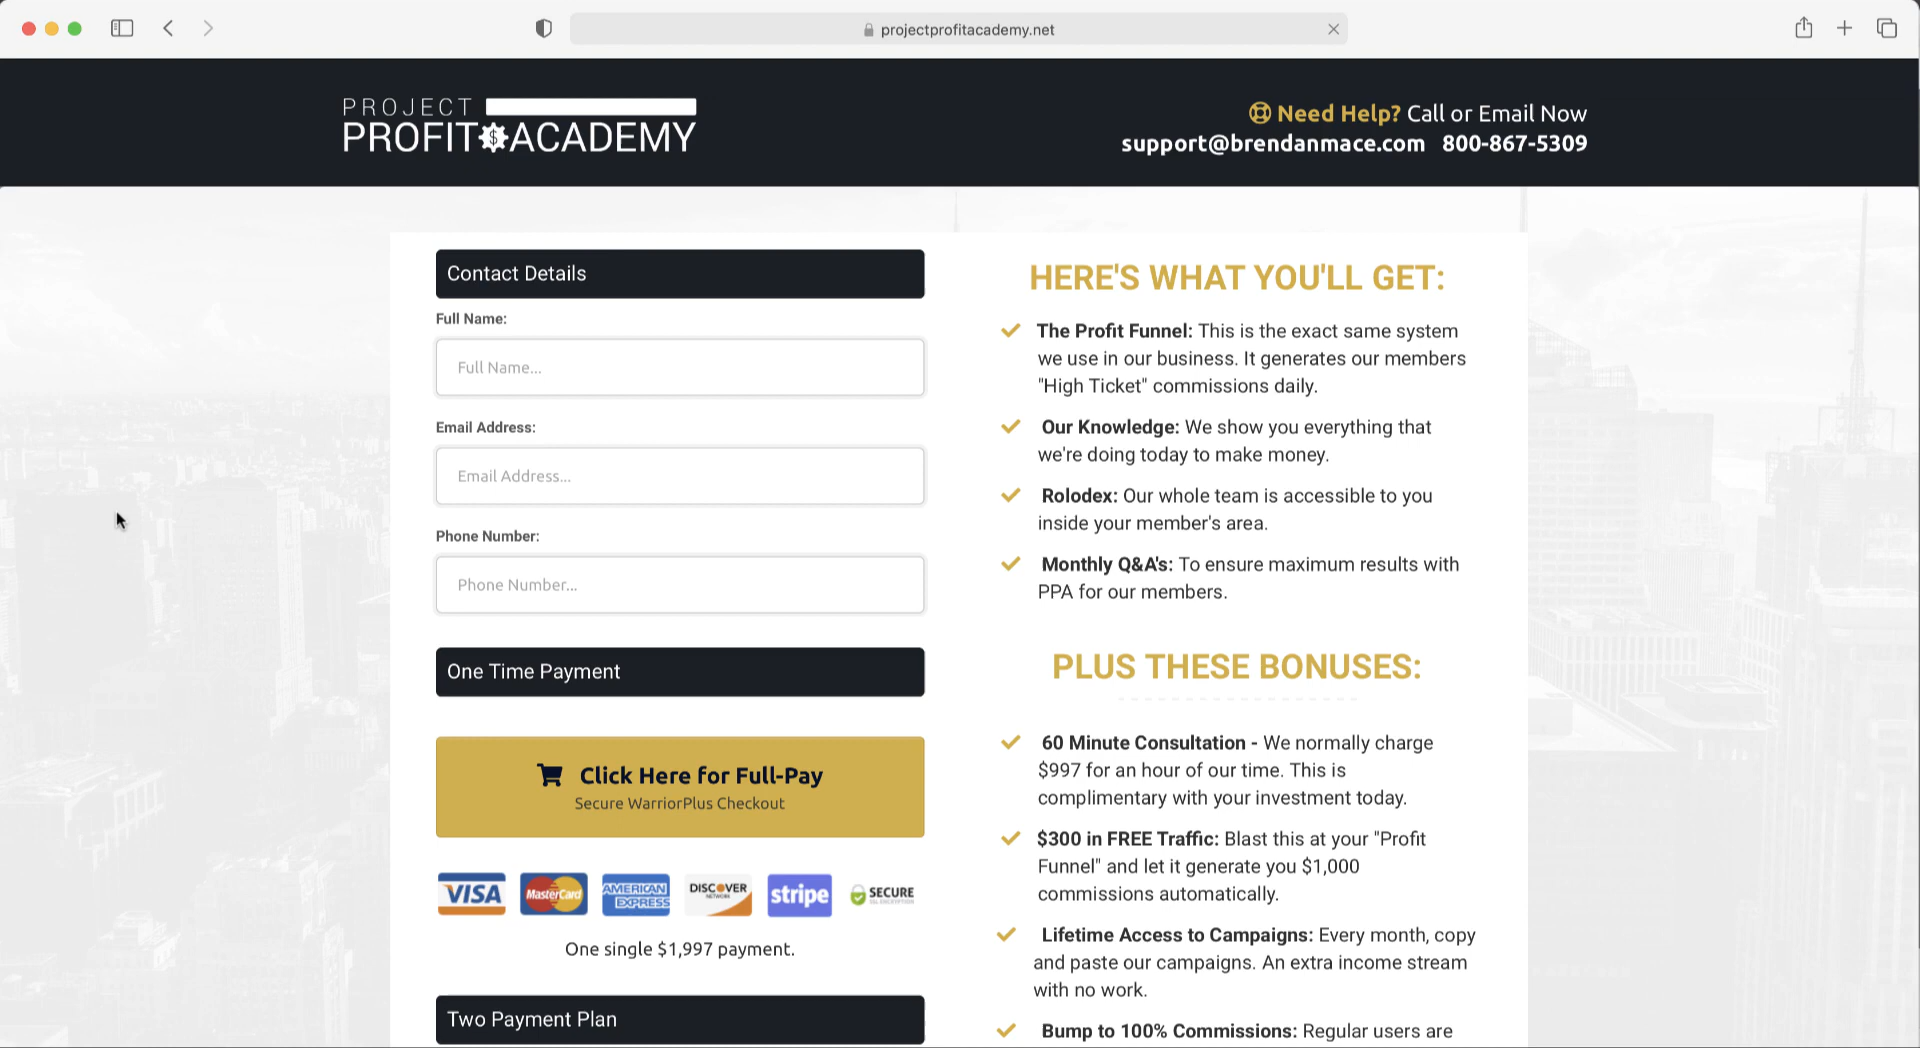 projectprofitacademy.net
PROJECT
PROFIT ACADEMY
Need Help? Call or Email Now
support@brendanmace.com 800-867-5309
Contact Details
Full Name:
Full Name...
Email Address:
Email Address...
Phone Number:
Phone Number...
One Time Payment
Click Here for Full-Pay
Secure WarriorPlus Checkout
VISA
MasterCard
AMERICAN
EXPRESS
DISCOVER
NETWORK
stripe
SECURE
SSL ENCRYPTION
One single $1,997 payment.
Two Payment Plan
HERE'S WHAT YOU'LL GET:
The Profit Funnel: This is the exact same system
we use in our business. It generates our members
"High Ticket" commissions daily.
Our Knowledge: We show you everything that
we're doing today to make money.
Rolodex: Our whole team is accessible to you
inside your member's area.
Monthly Q&A's: To ensure maximum results with
PPA for our members.
PLUS THESE BONUSES:
60 Minute Consultation - We normally charge
$997 for an hour of our time. This is
complimentary with your investment today.
$300 in FREE Traffic: Blast this at your "Profit
Funnel" and let it generate you $1,000
commissions automatically.
Lifetime Access to Campaigns: Every month, copy
and paste our campaigns. An extra income stream
with no work.
Bump to 100% Commissions: Regular users are